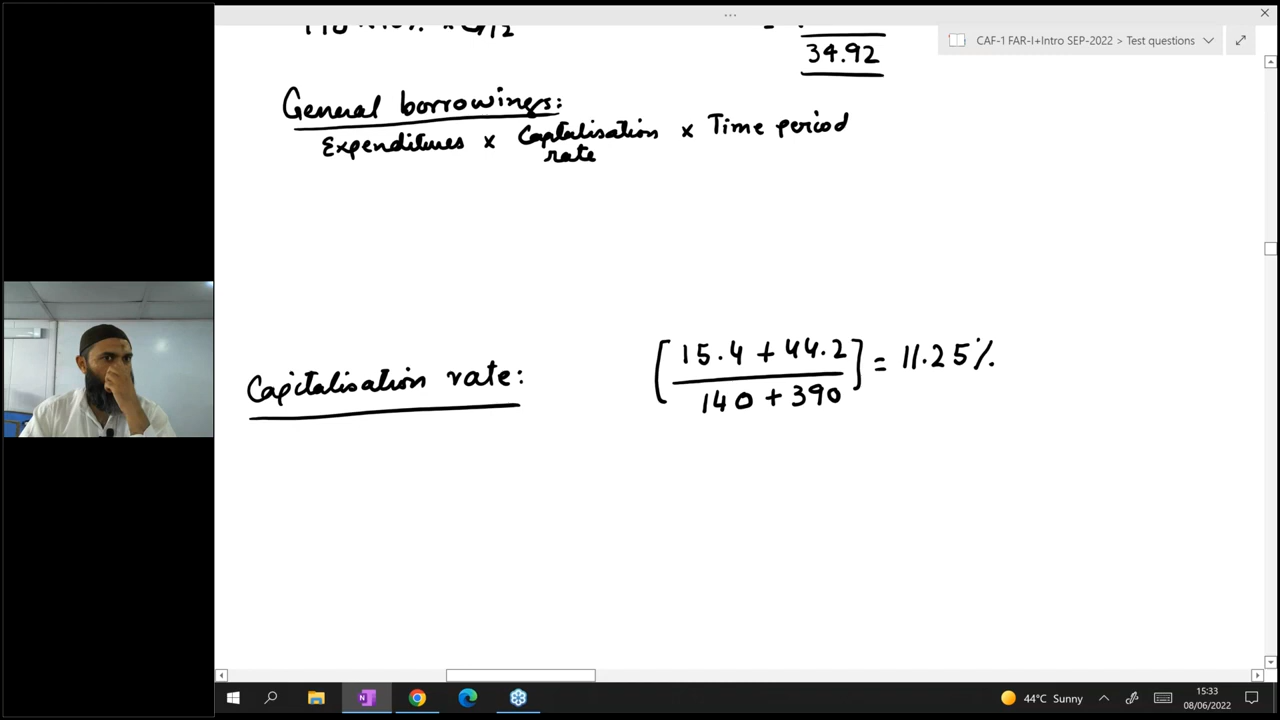 CAF-1 FAR-I+Intro SEP-2022 > Test questions
34.92
General borrowings:
Expenditures × Capitalisation rate × Time period
Capitalisation rate: [15.4 + 44.2 / 140 + 390] = 11.25%
44°C Sunny
15:33
08/06/2022